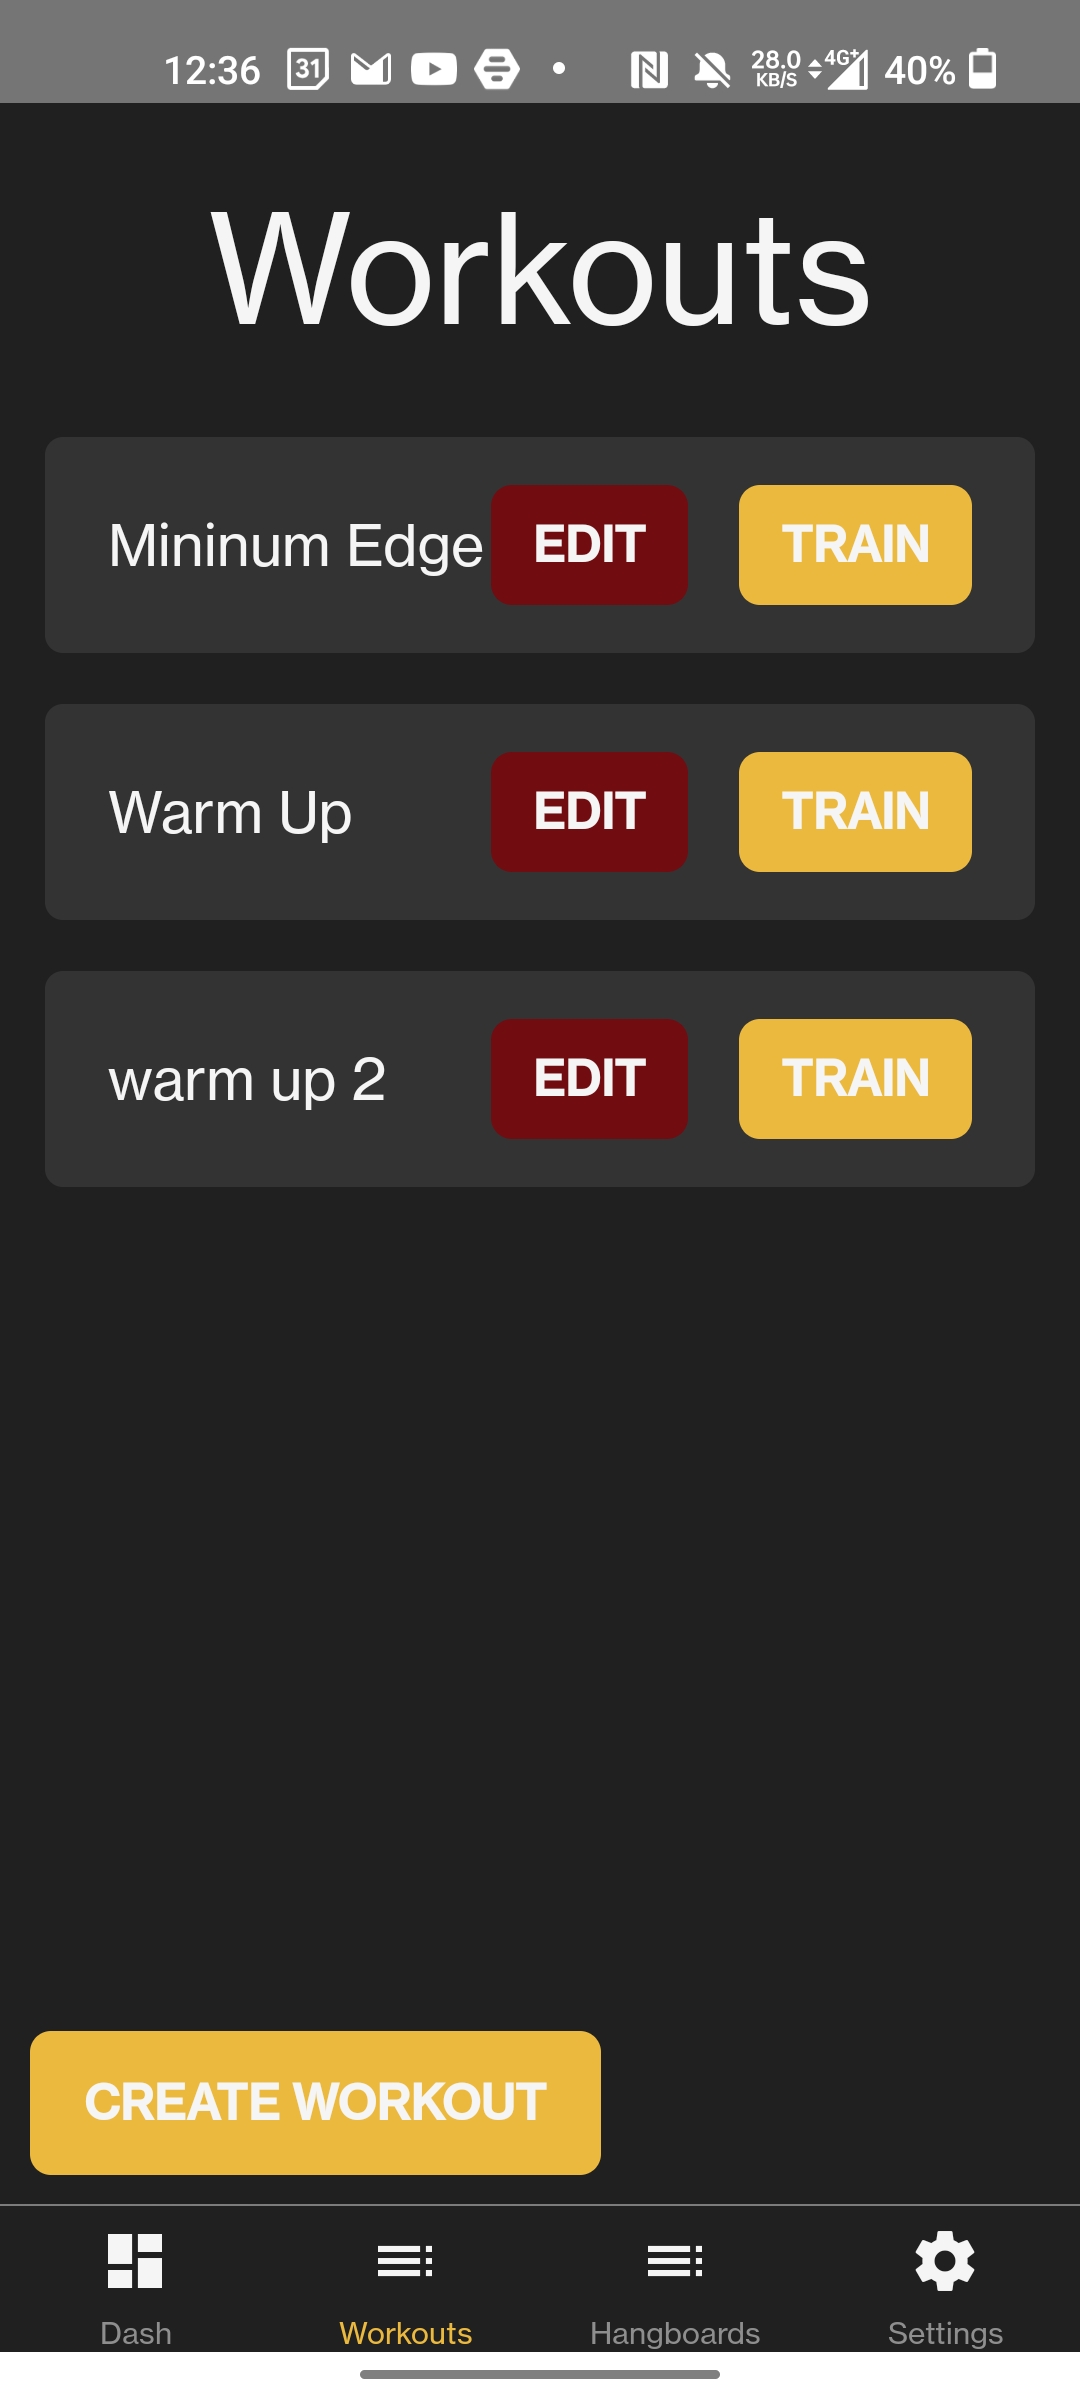 12:36 31 28.0 KB/S 4G+ 40%
Workouts
Mininum Edge EDIT TRAIN
Warm Up EDIT TRAIN
warm up 2 EDIT TRAIN
CREATE WORKOUT
Dash Workouts Hangboards Settings